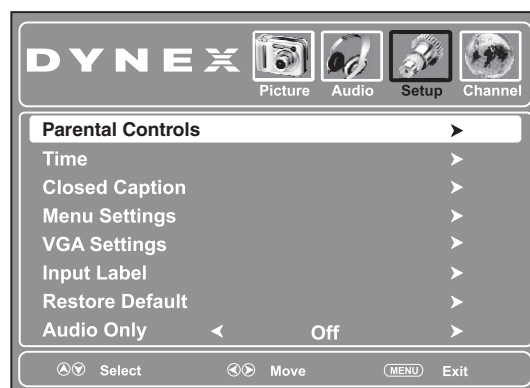 DYNEX
Picture Audio Setup Channel
Parental Controls
Time
Closed Caption
Menu Settings
VGA Settings
Input Label
Restore Default
Audio Only Off
Select Move MENU Exit